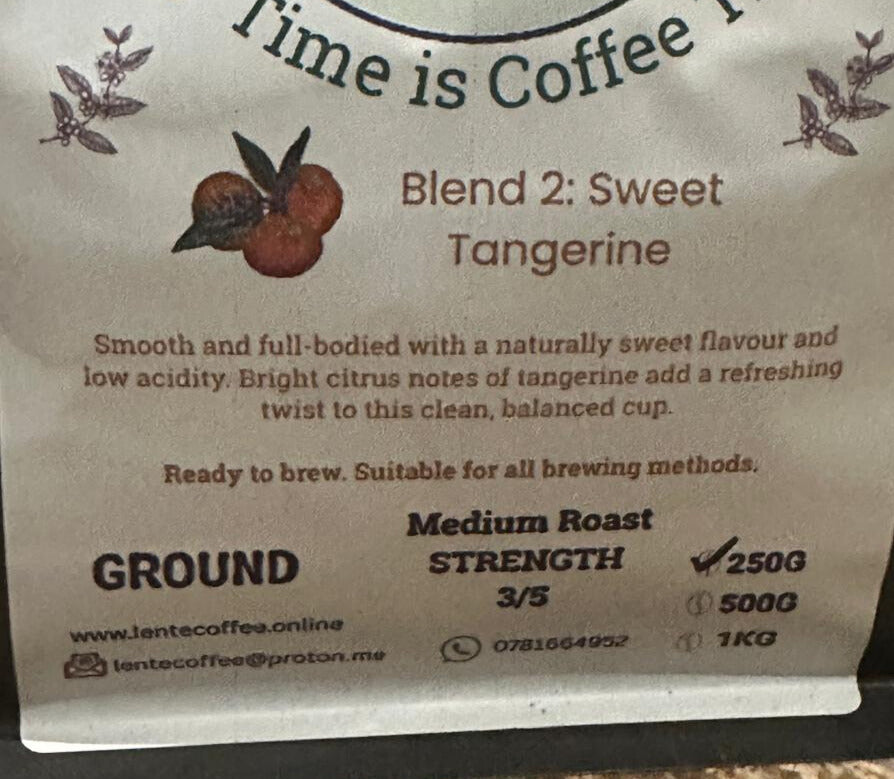 Time is Coffee
Blend 2: Sweet
Tangerine
Smooth and full-bodied with a naturally sweet flavour and
low acidity. Bright citrus notes of tangerine add a refreshing
twist to this clean, balanced cup.
Ready to brew. Suitable for all brewing methods.
Medium Roast
GROUND
STRENGTH
3/5
250G
500G
1KG
www.lentecoffee.online
lentecoffee@proton.me
0781664952